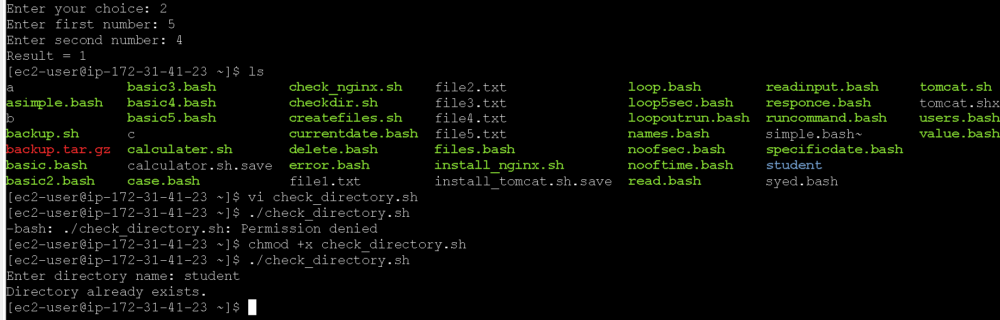 Enter your choice: 2
Enter first number: 5
Enter second number: 4
Result = 1
[ec2-user@ip-172-31-41-23 ~]$ ls
a basic3.bash check_nginx.sh file2.txt loop.bash readinput.bash tomcat.sh
asimple.bash basic4.bash checkdir.sh file3.txt loop5sec.bash responce.bash tomcat.shx
b basic5.bash createfiles.sh file4.txt loopoutrun.bash runcommand.bash users.bash
backup.sh c currentdate.bash file5.txt names.bash simple.bash~ value.bash
backup.tar.gz calculater.sh delete.bash files.bash noofsec.bash specificdate.bash
basic.bash calculator.sh.save error.bash install_nginx.sh nooftime.bash student
basic2.bash case.bash file1.txt install_tomcat.sh.save read.bash syed.bash
[ec2-user@ip-172-31-41-23 ~]$ vi check_directory.sh
[ec2-user@ip-172-31-41-23 ~]$ ./check_directory.sh
-bash: ./check_directory.sh: Permission denied
[ec2-user@ip-172-31-41-23 ~]$ chmod +x check_directory.sh
[ec2-user@ip-172-31-41-23 ~]$ ./check_directory.sh
Enter directory name: student
Directory already exists.
[ec2-user@ip-172-31-41-23 ~]$